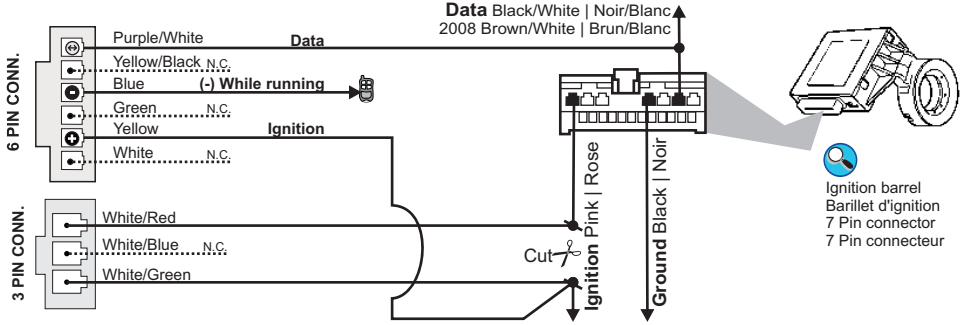 Data Black/White | Noir/Blanc
2008 Brown/White | Brun/Blanc
6 PIN CONN.
Purple/White
Data
Yellow/Black N.C.
Blue
(-) While running
Green N.C.
Yellow
Ignition
White N.C.
3 PIN CONN.
White/Red
White/Blue N.C.
White/Green
Cut
Ignition Pink | Rose
Ground Black | Noir
Ignition barrel
Barillet d'ignition
7 Pin connector
7 Pin connecteur